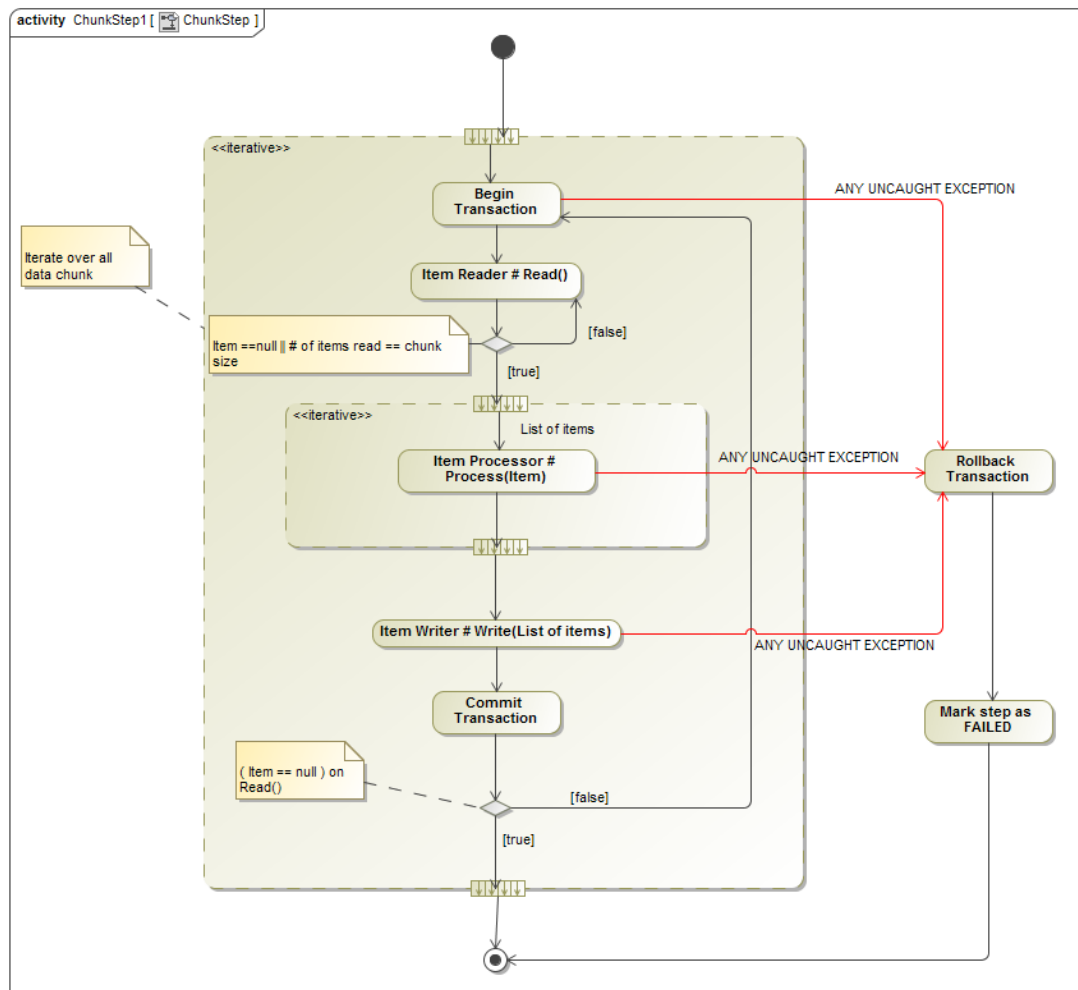 activity ChunkStep1 [ ChunkStep ]
<<iterative>>
Begin
Transaction
ANY UNCAUGHT EXCEPTION
Iterate over all
data chunk
Item Reader # Read()
Item ==null || # of items read == chunk
size
[false]
[true]
<<iterative>>
List of items
Item Processor #
Process(Item)
ANY UNCAUGHT EXCEPTION
Rollback
Transaction
Item Writer # Write(List of items)
ANY UNCAUGHT EXCEPTION
Commit
Transaction
Mark step as
FAILED
( Item == null ) on
Read()
[false]
[true]